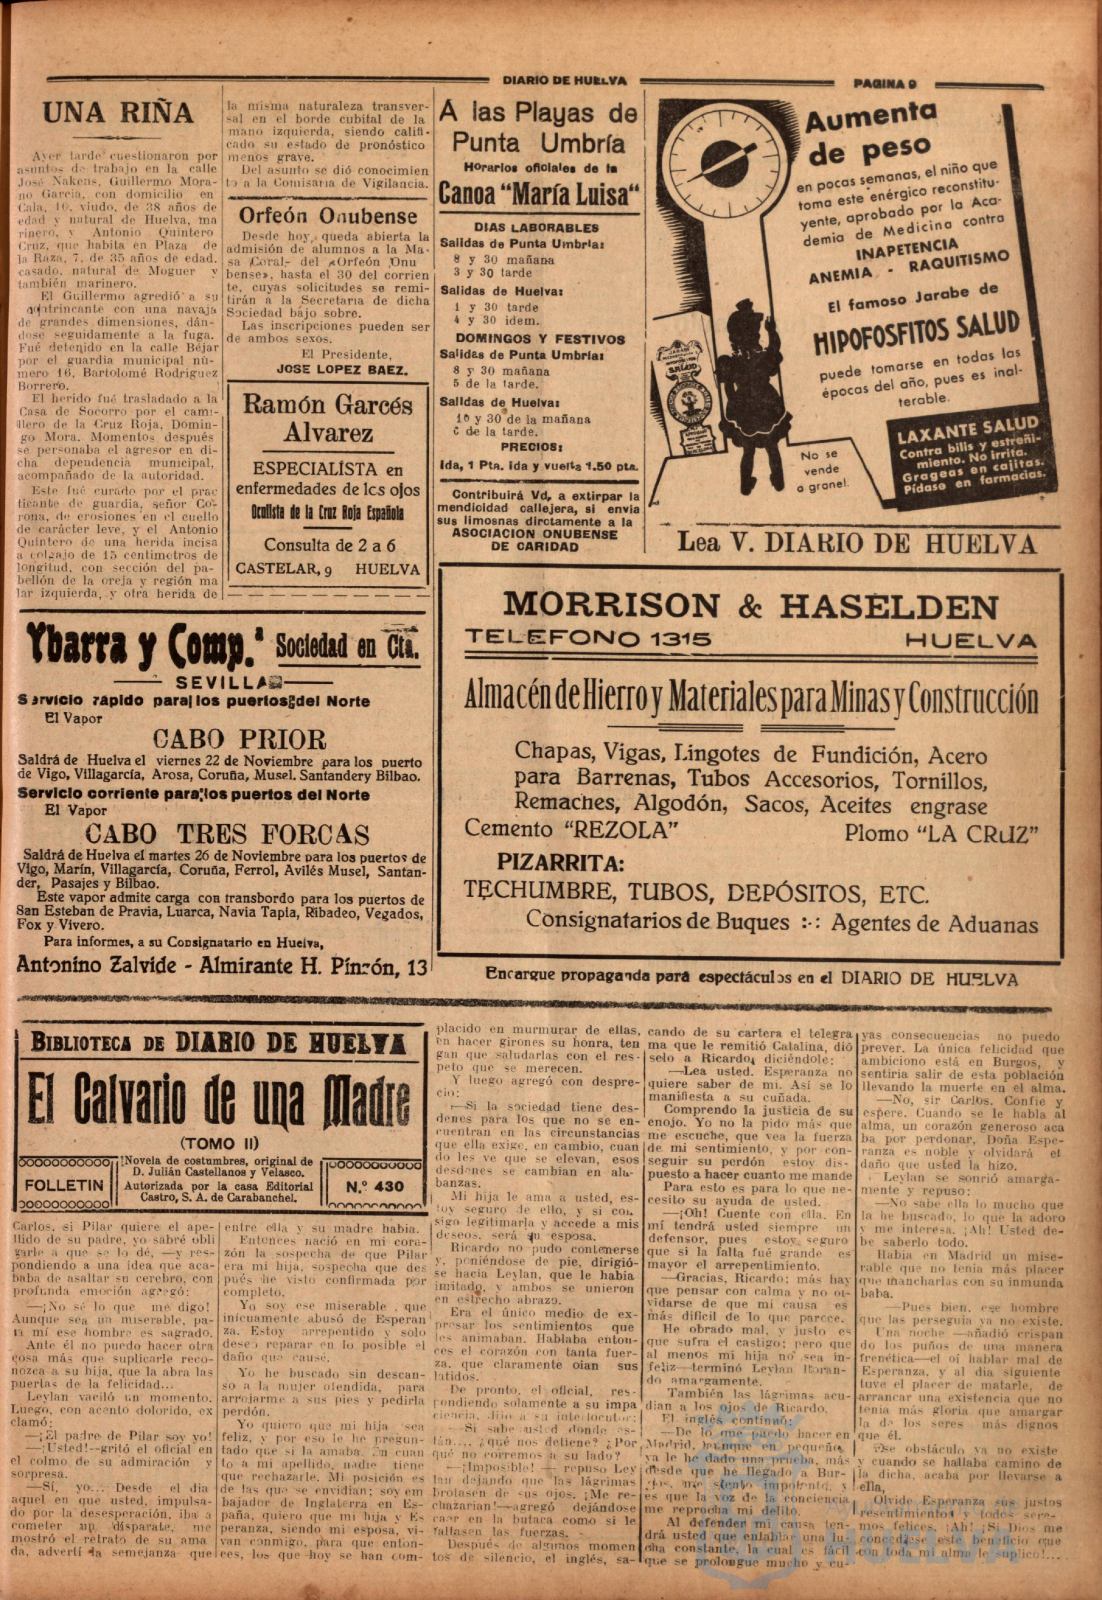 DIARIO DE HUELVA
PAGINA 9
UNA RIÑA
Ayer tarde cuestionaron por
asuntos de trabajo en la calle
José Nakens, Guillermo Mora-
no García, con domicilio en
Cala, 10, viudo, de 38 años de
edad y natural de Huelva, ma
rinero, y Antonio Quintero
Cruz, que habita en Plaza de
la Raza, 7, de 35 años de edad,
casado, natural de Moguer y
también marinero.
El Guillermo agredió a su
contrincante con una navaja
de grandes dimensiones, dán-
dose seguidamente a la fuga.
Fué detenido en la calle Béjar
por el guardia municipal nú-
mero 16, Bartolomé Rodríguez
Borrero.
El herido fué trasladado a la
Casa de Socorro por el cami-
llero de la Cruz Roja, Domin-
go Mora. Momentos después
se personaba el agresor en di-
cha dependencia municipal,
acompañado de la autoridad.
Este fué curado por el prac
ticante de guardia, señor Co-
rona, de erosiones en el cuello
de carácter leve, y el Antonio
Quintero de una herida incisa
a colgajo de 15 centímetros de
longitud, con sección del pa-
bellón de la oreja y región ma
lar izquierda, y otra herida de
la misma naturaleza transver-
sal en el borde cubital de la
mano izquierda, siendo califi-
cado su estado de pronóstico
menos grave.
Del asunto se dió conocimien
to a la Comisaría de Vigilancia.
Orfeón Onubense
Desde hoy, queda abierta la
admisión de alumnos a la Ma-
sa Coral, del «Orfeón Onu
bense», hasta el 30 del corrien
te, cuyas solicitudes se remi-
tirán a la Secretaría de dicha
Sociedad bajo sobre.
Las inscripciones pueden ser
de ambos sexos.
El Presidente,
JOSE LOPEZ BAEZ.
Ramón Garcés
Alvarez
ESPECIALISTA en
enfermedades de los ojos
Oculista de la Cruz Roja Española
Consulta de 2 a 6
CASTELAR, 9 HUELVA
A las Playas de
Punta Umbría
Horarios oficiales de la
Canoa "María Luisa"
DIAS LABORABLES
Salidas de Punta Umbría:
8 y 30 mañana
3 y 30 tarde
Salidas de Huelva:
1 y 30 tarde
4 y 30 idem.
DOMINGOS Y FESTIVOS
Salidas de Punta Umbría:
8 y 30 mañana
5 de la tarde.
Salidas de Huelva:
10 y 30 de la mañana
de la tarde.
PRECIOS:
Ida, 1 Pta. Ida y vuelta 1.50 pta.
Contribuirá Vd, a extirpar la
mendicidad callejera, si envía
sus limosnas dirctamente a la
ASOCIACION ONUBENSE
DE CARIDAD
Aumenta
de peso
en pocas semanas, el niño que
toma este enérgico reconstitu-
yente, aprobado por la Aca-
demia de Medicina contra
INAPETENCIA
ANEMIA - RAQUITISMO
El famoso Jarabe de
HIPOFOSFITOS SALUD
puede tomarse en todas las
épocas del año, pues es inal-
terable.
No se
vende
a granel.
LAXANTE SALUD
Contra bilis y estreñi-
miento. No irrita.
Grageas en cajitas.
Pídase en farmacias.
SALUD
Lea V. DIARIO DE HUELVA
Ybarra y Comp.ª Sociedad en Cta.
SEVILLA
Servicio rápido para los puertos del Norte
El Vapor
CABO PRIOR
Saldrá de Huelva el viernes 22 de Noviembre para los puerto
de Vigo, Villagarcía, Arosa, Coruña, Musel. Santandery Bilbao.
Servicio corriente para los puertos del Norte
El Vapor
CABO TRES FORCAS
Saldrá de Huelva el martes 26 de Noviembre para los puertos de
Vigo, Marín, Villagarcía, Coruña, Ferrol, Avilés Musel, Santan-
der, Pasajes y Bilbao.
Este vapor admite carga con transbordo para los puertos de
San Esteban de Pravia, Luarca, Navia Tapia, Ribadeo, Vegados,
Fox y Vivero.
Para informes, a su Consignatario en Huelva,
Antonino Zalvide - Almirante H. Pinzón, 13
MORRISON & HASELDEN
TELEFONO 1315 HUELVA
Almacén de Hierro y Materiales para Minas y Construcción
Chapas, Vigas, Lingotes de Fundición, Acero
para Barrenas, Tubos Accesorios, Tornillos,
Remaches, Algodón, Sacos, Aceites engrase
Cemento "REZOLA" Plomo "LA CRUZ"
PIZARRITA:
TECHUMBRE, TUBOS, DEPÓSITOS, ETC.
Consignatarios de Buques :-: Agentes de Aduanas
Encargue propaganda para espectáculos en el DIARIO DE HUELVA
BIBLIOTECA DE DIARIO DE HUELVA
El Calvario de una Madre
(TOMO II)
FOLLETIN
Novela de costumbres, original de
D. Julián Castellanos y Velasco.
Autorizada por la casa Editorial
Castro, S. A. de Carabanchel.
N.º 430
Carlos, si Pilar quiere el ape-
llido de su padre, yo sabré obli
garle a que se lo dé, —y res-
pondiendo a una idea que aca-
baba de asaltar su cerebro, con
profunda emoción agregó:
—¡No sé lo que me digo!
Aunque sea un miserable, pa-
ra mí ese hombre es sagrado.
Ante él no puedo hacer otra
cosa más que suplicarle reco-
nozca a su hija, que la abra las
puertas de la felicidad...
Leylan vaciló un momento.
Luego, con acento dolorido, ex
clamó:
—¡El padre de Pilar soy yo!
—¡Usted!—gritó el oficial en
el colmo de su admiración y
sorpresa.
—Sí, yo... Desde el día
aquel en que usted, impulsa-
do por la desesperación, iba a
cometer un disparate, me
mostró el retrato de su ama
da, advertí la semejanza que
entre ella y su madre había.
Entonces nació en mi cora-
zón la sospecha de que Pilar
era mi hija, sospecha que des
pués he visto confirmada por
completo.
Yo soy ese miserable que
inicuamente abusó de Esperan
za. Estoy arrepentido y solo
deseo reparar en lo posible el
daño que causé.
Yo he buscado sin descan-
so a la mujer ofendida, para
arrojarme a sus pies y pedirla
perdón.
Yo quiero que mi hija sea
feliz, y por eso le he pregun-
tado que si la amaba. En cuan
to a mi apellido, nadie tiene
que rechazarle. Mi posición es
de las que se envidian; soy em
bajador de Inglaterra en Es-
paña, quiero que mi hija y Es
peranza, siendo mi esposa, vi-
van conmigo, para que enton-
ces, los que hoy se han com-
placido en murmurar de ellas,
en hacer girones su honra, ten
gan que saludarlas con el res-
peto que se merecen.
Y luego agregó con despre-
cio:
—Si la sociedad tiene des-
denes para los que no se en-
cuentran en las circunstancias
que ella exige, en cambio, cuan
do les ve que se elevan, esos
desdenes se cambian en ala-
banzas.
Mi hija le ama a usted, es-
toy seguro de ello, y si con
sigo legitimarla y accede a mis
deseos, será su esposa.
Ricardo no pudo contenerse
y, poniéndose de pie, dirigió-
se hacia Leylan, que le había
imitado, y ambos se unieron
en estrecho abrazo.
Era el único medio de ex-
presar los sentimientos que
les animaban. Hablaba enton-
ces el corazón con tanta fuer-
za, que claramente oían sus
latidos.
De pronto, el oficial, res-
pondiendo solamente a su impa
ciencia, dijo a su interlocutor:
—Si sabe usted donde es-
tán... ¿qué nos detiene? ¿Por
qué no corremos a su lado?
—¡Imposible! — repuso Ley
lan dejando que las lágrimas
brotasen de sus ojos. ¡Me re-
chazarían!—agregó dejándose
caer en la butaca como si le
faltasen las fuerzas.
Después de algunos momen
tos de silencio, el inglés, sa-
cando de su cartera el telegra
ma que le remitió Catalina, dió
selo a Ricardo, diciéndole:
—Lea usted. Esperanza no
quiere saber de mí. Así se lo
manifiesta a su cuñada.
Comprendo la justicia de su
enojo. Yo no la pido más que
me escuche, que vea la fuerza
de mi sentimiento, y por con-
seguir su perdón estoy dis-
puesto a hacer cuanto me mande
Para esto es para lo que ne-
cesito su ayuda de usted.
—¡Oh! Cuente con ella. En
mí tendrá usted siempre un
defensor, pues estoy seguro
que si la falta fué grande es
mayor el arrepentimiento.
—Gracias, Ricardo; más hay
que pensar con calma y no ol-
vidarse de que mi causa es
más difícil de lo que parece.
He obrado mal, y justo es
que sufra el castigo; pero que
al menos mi hija no sea in-
feliz—terminó Leylan lloran-
do amargamente.
También las lágrimas acu-
dían a los ojos de Ricardo.
El inglés continuó:
—De lo que puedo hacer en
Madrid, aunque en pequeño,
ya le he dado una prueba, más
desde que he llegado a Bur-
gos, me siento impotente, y
es que la voz de la conciencia
me reprocha mi delito.
Al defender mi causa ten-
drá usted que entablar una lu-
cha constante, la cual es fácil
que se prolongue mucho y cu-
yas consecuencias no puedo
prever. La única felicidad que
ambiciono está en Burgos, y
sentiría salir de esta población
llevando la muerte en el alma.
—No, sir Carlos. Confíe y
espere. Cuando se le habla al
alma, un corazón generoso aca
ba por perdonar. Doña Espe-
ranza es noble y olvidará el
daño que usted la hizo.
Leylan se sonrió amarga-
mente y repuso:
—No sabe ella lo mucho que
la he buscado, lo que la adoro
y me interesa. ¡Ah! Usted de-
be saberlo todo.
Había en Madrid un mise-
rable que no tenía más placer
que mancharlas con su inmunda
baba.
—Pues bien, ese hombre
que las perseguía ya no existe.
Una noche —añadió crispan
do los puños de una manera
frenética—el oí hablar mal de
Esperanza, y al día siguiente
tuve el placer de matarle, de
arrancar una existencia que no
tenía más gloria que amargar
la de los seres más dignos
que él.
Ese obstáculo ya no existe
y cuando se hallaba camino de
la dicha, acaba por llevarse a
ella,
Olvide Esperanza sus justos
resentimientos y todos sere-
mos felices. ¡Ah! ¡Si Dios me
concediese este beneficio que
con toda mi alma le suplico!...
HUELVA